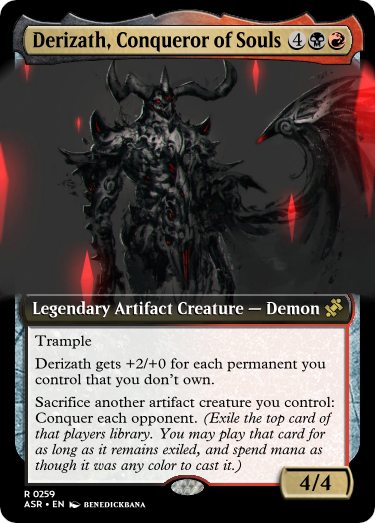 Derizath, Conqueror of Souls 4
Legendary Artifact Creature — Demon
Trample
Derizath gets +2/+0 for each permanent you
control that you don't own.
Sacrifice another artifact creature you control:
Conquer each opponent. (Exile the top card of
that players library. You may play that card for
as long as it remains exiled, and spend mana as
though it was any color to cast it.)
4/4
R 0259
ASR • EN BENEDICKBANA